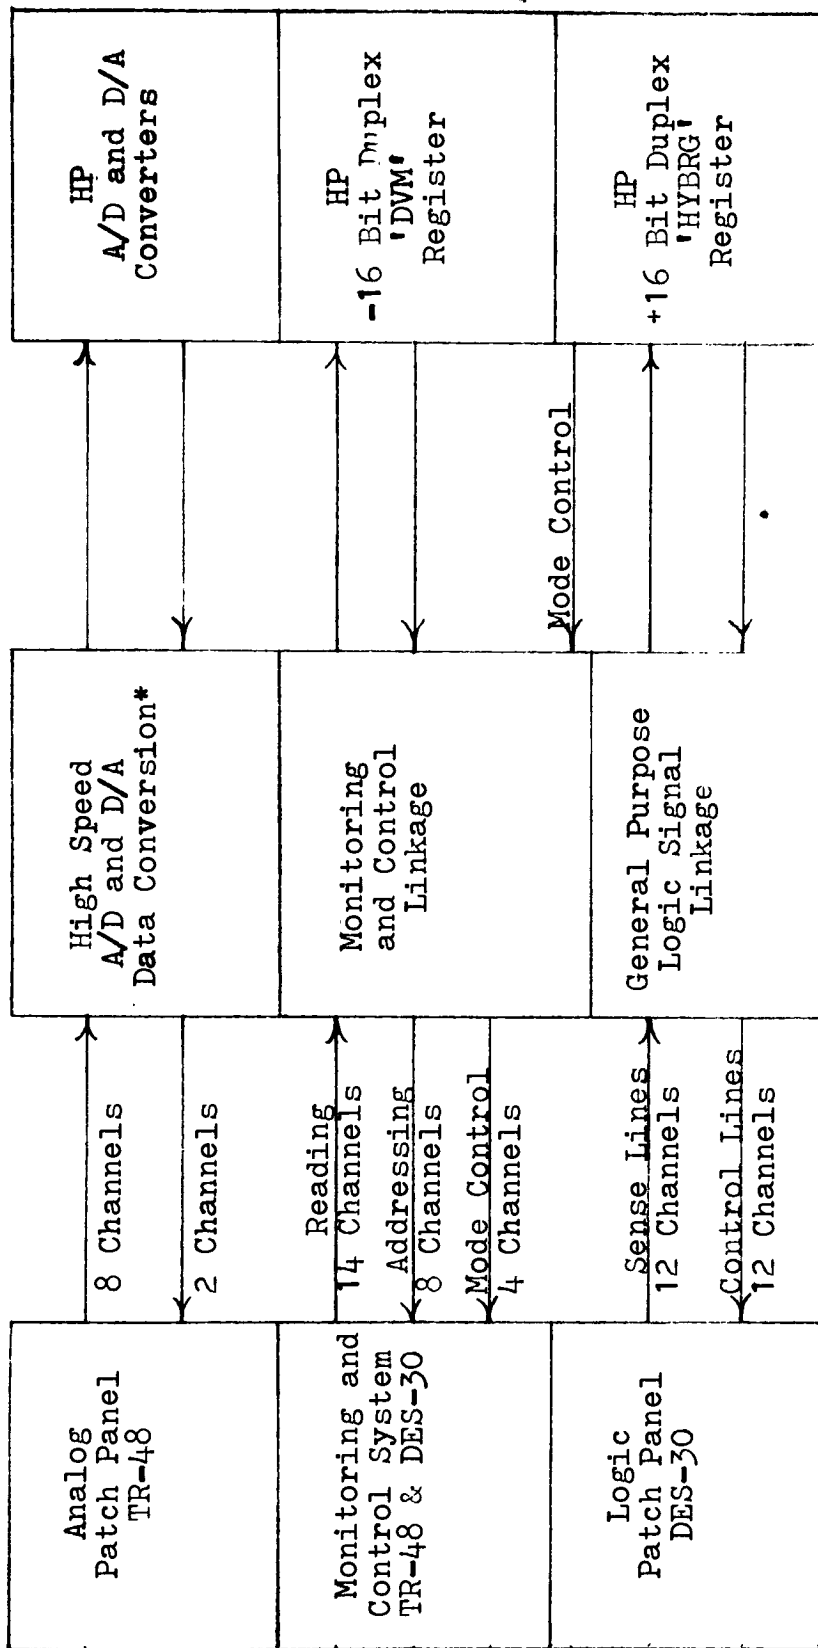 Analog
Patch Panel
TR-48
8 Channels
2 Channels
High Speed
A/D and D/A
Data Conversion*
HP
A/D and D/A
Converters
Monitoring and
Control System
TR-48 & DES-30
Reading
14 Channels
Addressing
8 Channels
Mode Control
4 Channels
Monitoring
and Control
Linkage
HP
-16 Bit Duplex
'DVM'
Register
Mode Control
Logic
Patch Panel
DES-30
Sense Lines
12 Channels
Control Lines
12 Channels
General Purpose
Logic Signal
Linkage
HP
+16 Bit Duplex
'HYBRG'
Register